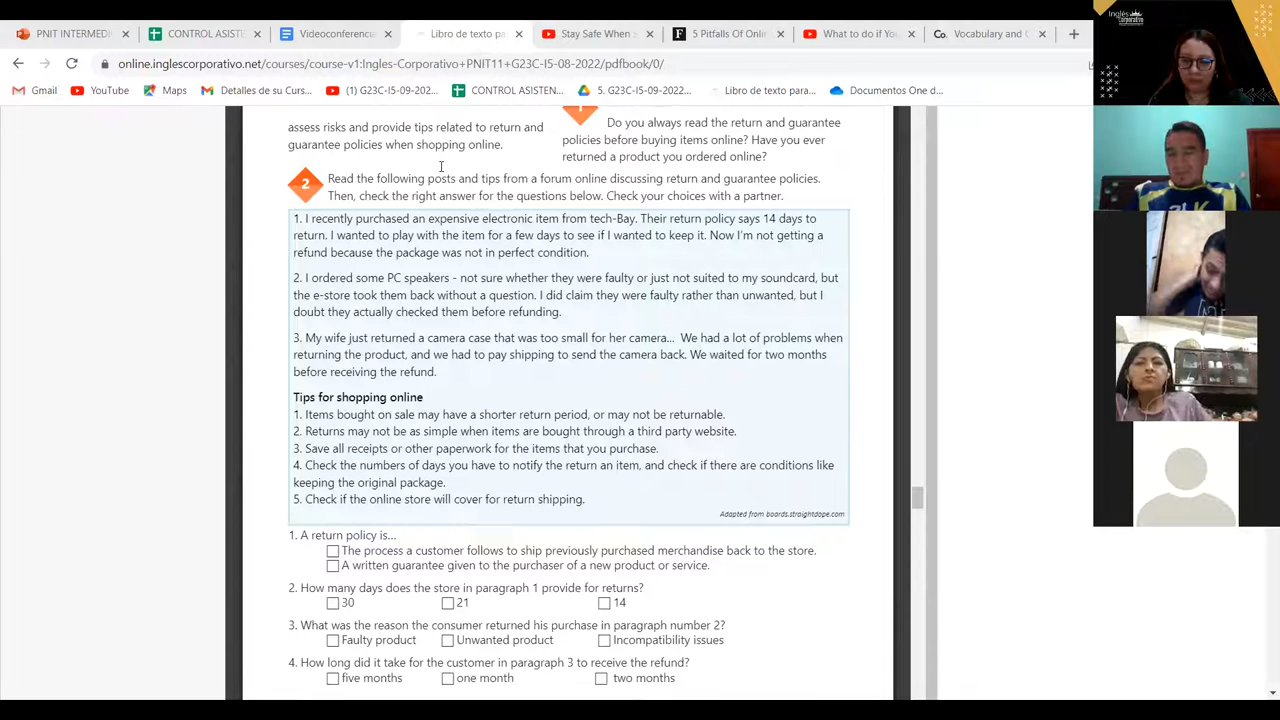 PNIT INTERMED
CONTROL ASISTE
Videoconferencia
Libro de texto pa
Stay Safe When
5 Pitfalls Of Onlin
What to do if You
Co. Vocabulary and G
online.inglescorporativo.net/courses/course-v1:Ingles-Corporativo+PNIT11+G23C-I5-08-2022/pdfbook/0/
Gmail
YouTube
Maps
Detalles de su Curs...
(1) G23C-I5-09-202...
CONTROL ASISTEN...
5. G23C-I5-09-2022...
Libro de texto para...
Documentos One d...
Inglés
Corporativo
assess risks and provide tips related to return and
guarantee policies when shopping online.
1
Do you always read the return and guarantee
policies before buying items online? Have you ever
returned a product you ordered online?
2
Read the following posts and tips from a forum online discussing return and guarantee policies.
Then, check the right answer for the questions below. Check your choices with a partner.
1. I recently purchased an expensive electronic item from tech-Bay. Their return policy says 14 days to
return. I wanted to play with the item for a few days to see if I wanted to keep it. Now I'm not getting a
refund because the package was not in perfect condition.
2. I ordered some PC speakers - not sure whether they were faulty or just not suited to my soundcard, but
the e-store took them back without a question. I did claim they were faulty rather than unwanted, but I
doubt they actually checked them before refunding.
3. My wife just returned a camera case that was too small for her camera... We had a lot of problems when
returning the product, and we had to pay shipping to send the camera back. We waited for two months
before receiving the refund.
Tips for shopping online
1. Items bought on sale may have a shorter return period, or may not be returnable.
2. Returns may not be as simple when items are bought through a third party website.
3. Save all receipts or other paperwork for the items that you purchase.
4. Check the numbers of days you have to notify the return an item, and check if there are conditions like
keeping the original package.
5. Check if the online store will cover for return shipping.
Adapted from boards.straightdope.com
1. A return policy is...
The process a customer follows to ship previously purchased merchandise back to the store.
A written guarantee given to the purchaser of a new product or service.
2. How many days does the store in paragraph 1 provide for returns?
30 21 14
3. What was the reason the consumer returned his purchase in paragraph number 2?
Faulty product Unwanted product Incompatibility issues
4. How long did it take for the customer in paragraph 3 to receive the refund?
five months one month two months